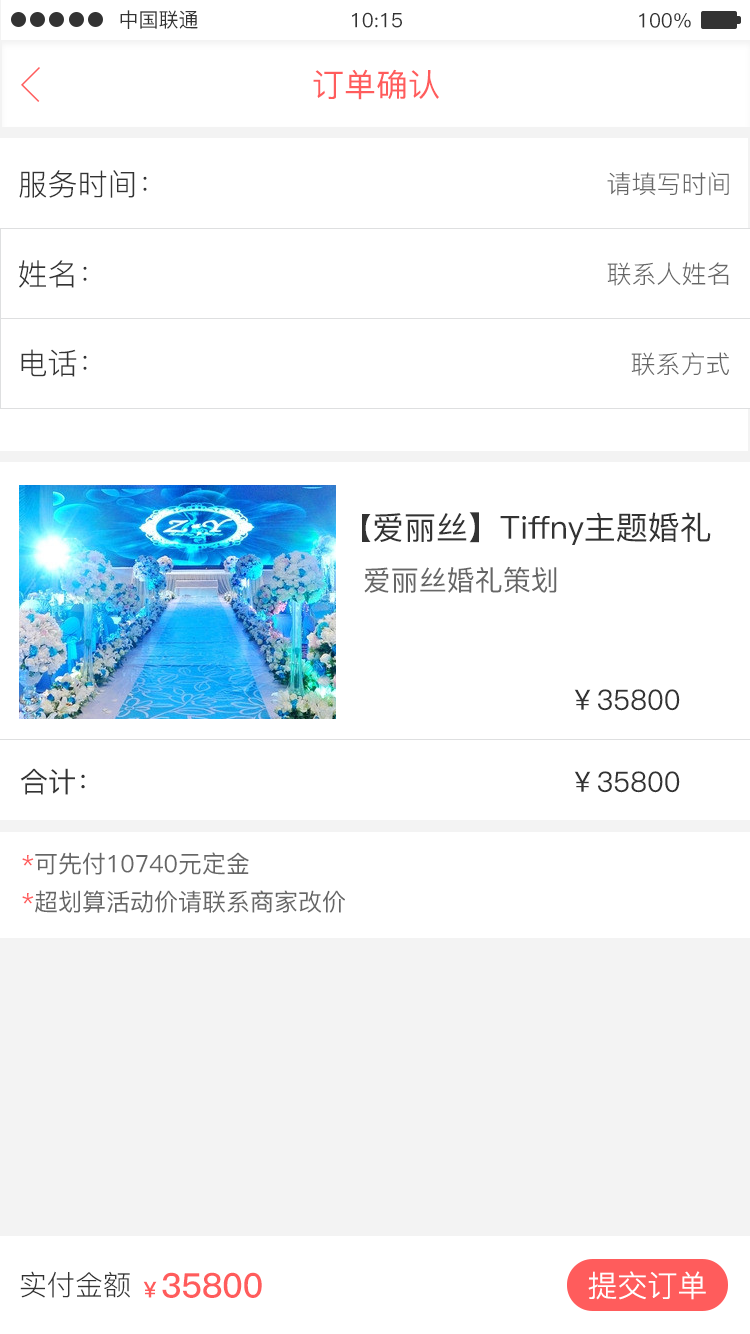 中国联通 10:15 100%
订单确认
服务时间： 请填写时间
姓名： 联系人姓名
电话： 联系方式
Z Y
【爱丽丝】Tiffny主题婚礼
爱丽丝婚礼策划
¥ 35800
合计： ¥ 35800
*可先付10740元定金
*超划算活动价请联系商家改价
实付金额 ¥35800 提交订单